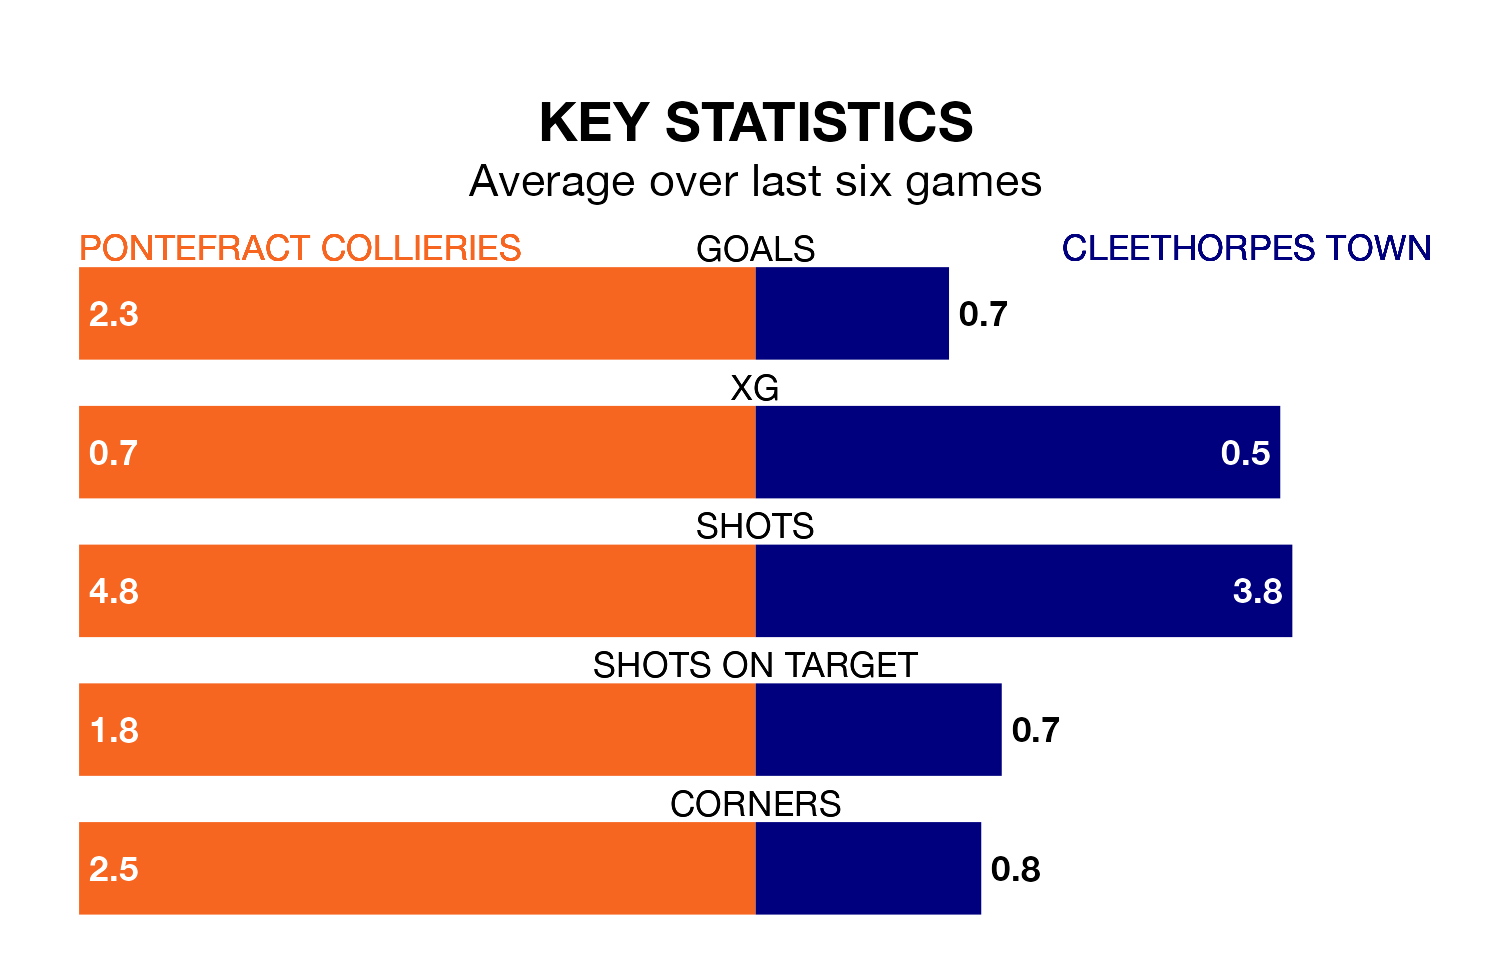 KEY STATISTICS
Average over last six games
PONTEFRACT COLLIERIES GOALS CLEETHORPES TOWN
2.3 0.7
XG
0.7 0.5
SHOTS
4.8 3.8
SHOTS ON TARGET
1.8 0.7
CORNERS
2.5 0.8